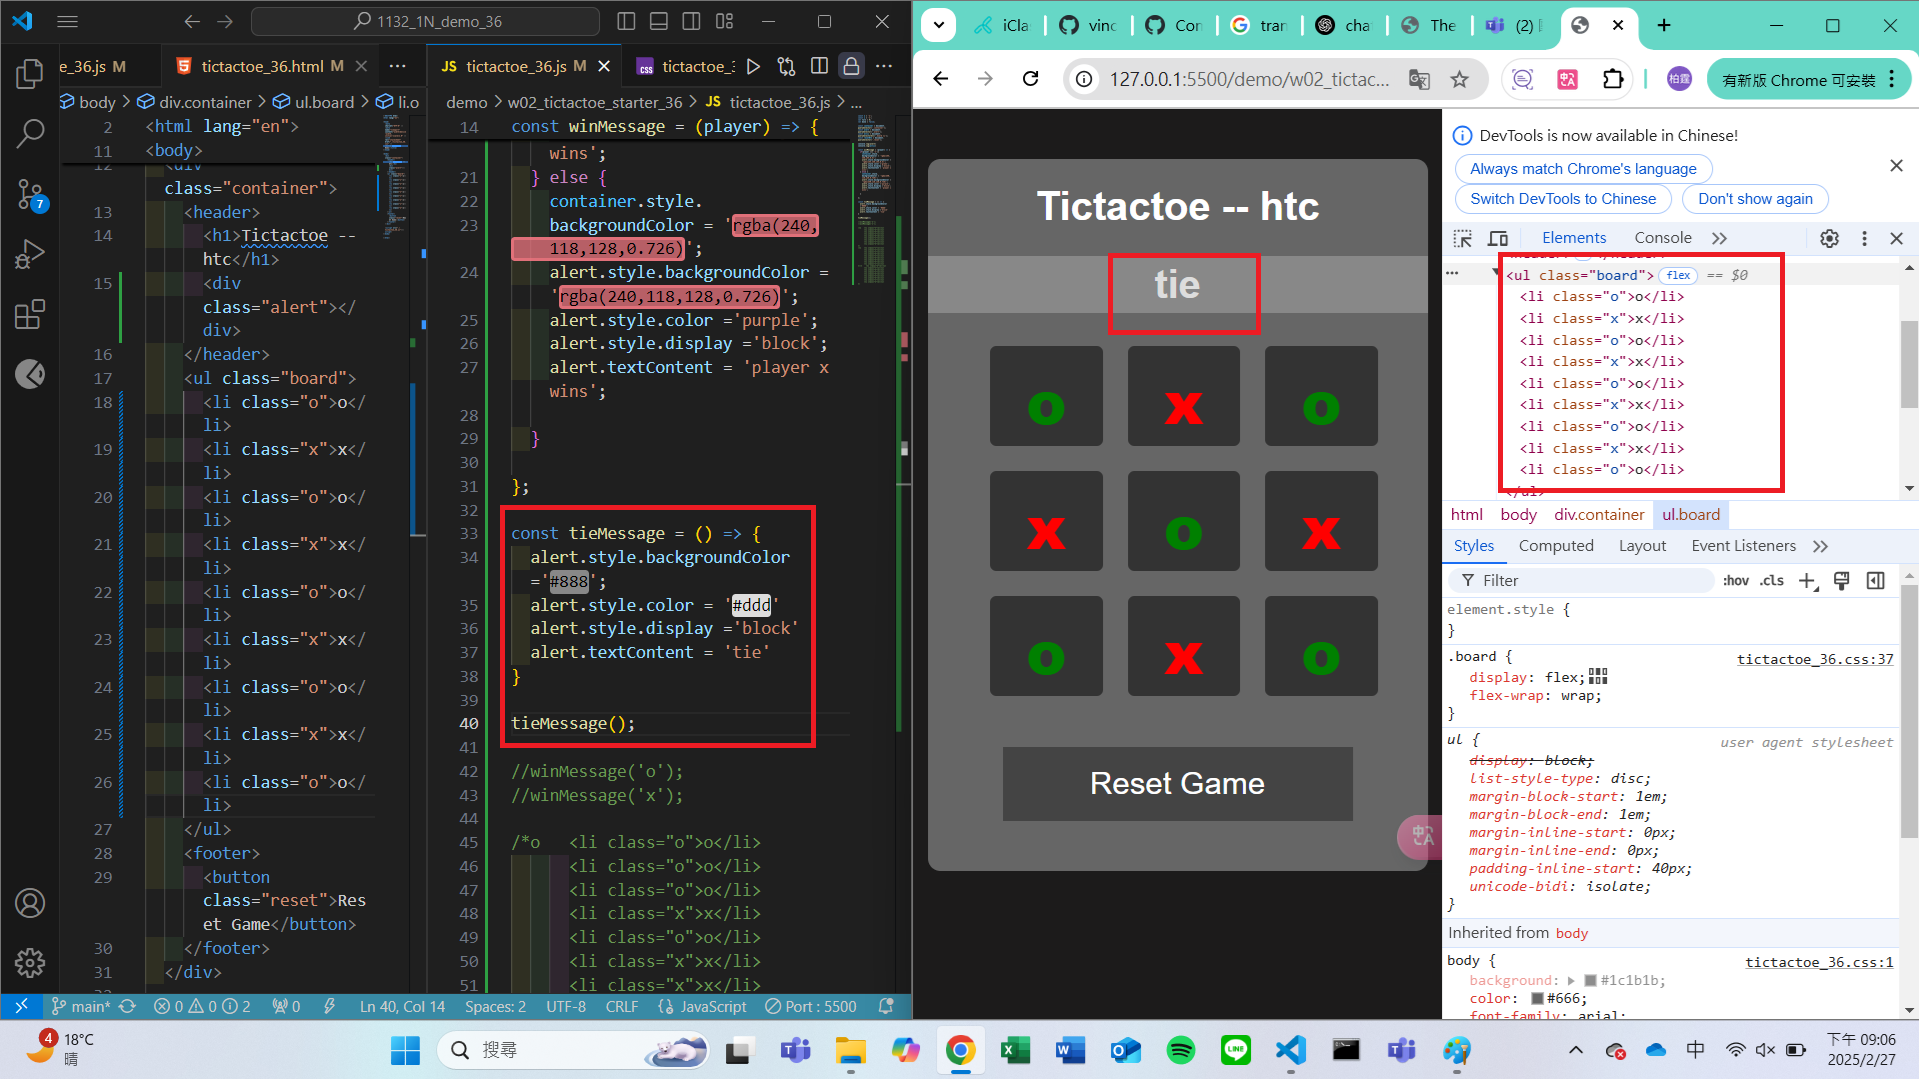 1132_1N_demo_36
e_36.js M
tictactoe_36.html M
tictactoe_36.js M
body > div.container > ul.board > li.o
demo > w02_tictactoe_starter_36 > JS tictactoe_36.js > ...
2 <html lang="en">
11 <body>
12 <div
class="container">
13 <header>
14 <h1>Tictactoe --
htc</h1>
15 <div
class="alert"></
div>
16 </header>
17 <ul class="board">
18 <li class="o">o</
li>
19 <li class="x">x</
li>
20 <li class="o">o</
li>
21 <li class="x">x</
li>
22 <li class="o">o</
li>
23 <li class="x">x</
li>
24 <li class="o">o</
li>
25 <li class="x">x</
li>
26 <li class="o">o</
li>
27 </ul>
28 <footer>
29 <button
class="reset">Res
et Game</button>
30 </footer>
31 </div>
14 const winMessage = (player) => {
wins';
21 } else {
22 container.style.
23 backgroundColor = 'rgba(240,
118,128,0.726)';
24 alert.style.backgroundColor =
'rgba(240,118,128,0.726)';
25 alert.style.color ='purple';
26 alert.style.display ='block';
27 alert.textContent = 'player x
wins';
28
29 }
30
31 };
32
33 const tieMessage = () => {
34 alert.style.backgroundColor
='#888';
35 alert.style.color = '#ddd'
36 alert.style.display ='block'
37 alert.textContent = 'tie'
38 }
39
40 tieMessage();
41
42 //winMessage('o');
43 //winMessage('x');
44
45 /*o <li class="o">o</li>
46 <li class="o">o</li>
47 <li class="o">o</li>
48 <li class="x">x</li>
49 <li class="o">o</li>
50 <li class="x">x</li>
51 <li class="x">x</li>
7
main* 0 0 2 0 Ln 40, Col 14 Spaces: 2 UTF-8 CRLF {} JavaScript Port : 5500
iCla
vinc
Con
tran
cha
The
(2)
127.0.0.1:5500/demo/w02_tictac...
柏霆
有新版 Chrome 可安裝
Tictactoe -- htc
tie
o x o
x o x
o x o
Reset Game
DevTools is now available in Chinese!
Always match Chrome's language
Switch DevTools to Chinese
Don't show again
Elements Console
<ul class="board"> flex == $0
<li class="o">o</li>
<li class="x">x</li>
<li class="o">o</li>
<li class="x">x</li>
<li class="o">o</li>
<li class="x">x</li>
<li class="o">o</li>
<li class="x">x</li>
<li class="o">o</li>
</ul>
html body div.container ul.board
Styles Computed Layout Event Listeners
Filter :hov .cls
element.style {
}
.board { tictactoe_36.css:37
display: flex;
flex-wrap: wrap;
}
ul { user agent stylesheet
display: block;
list-style-type: disc;
margin-block-start: 1em;
margin-block-end: 1em;
margin-inline-start: 0px;
margin-inline-end: 0px;
padding-inline-start: 40px;
unicode-bidi: isolate;
}
Inherited from body
body { tictactoe_36.css:1
background: #1c1b1b;
color: #666;
font-family: arial;
4
18°C
晴
搜尋
中
下午 09:06
2025/2/27